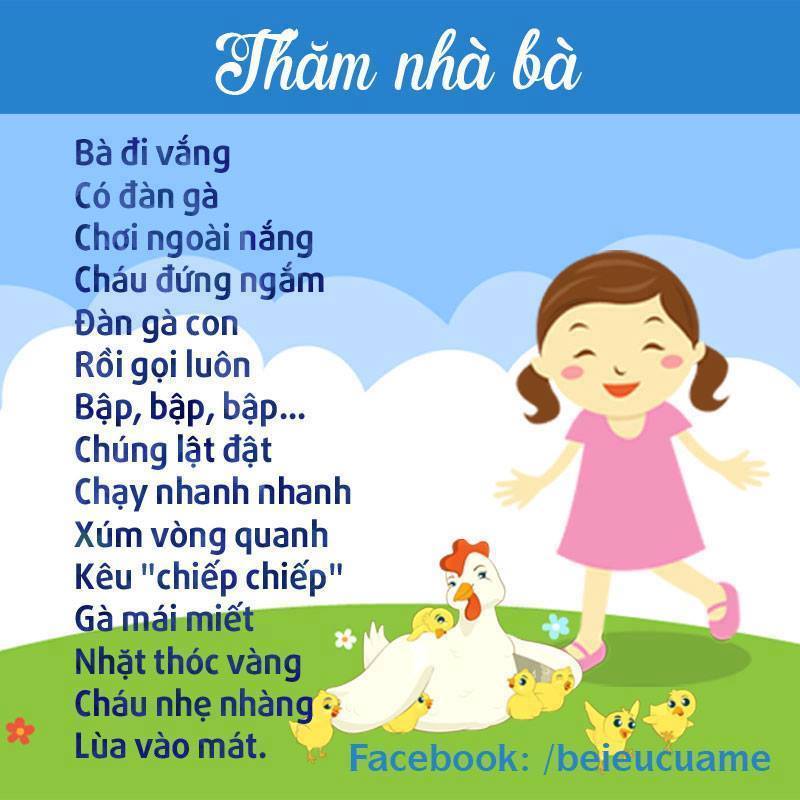 Thăm nhà bà
Bà đi vắng
Có đàn gà
Chơi ngoài nắng
Cháu đứng ngắm
Đàn gà con
Rồi gọi luôn
Bập, bập, bập...
Chúng lật đật
Chạy nhanh nhanh
Xúm vòng quanh
Kêu "chiếp chiếp"
Gà mái miết
Nhặt thóc vàng
Cháu nhẹ nhàng
Lùa vào mát.
Facebook: /beieucuame